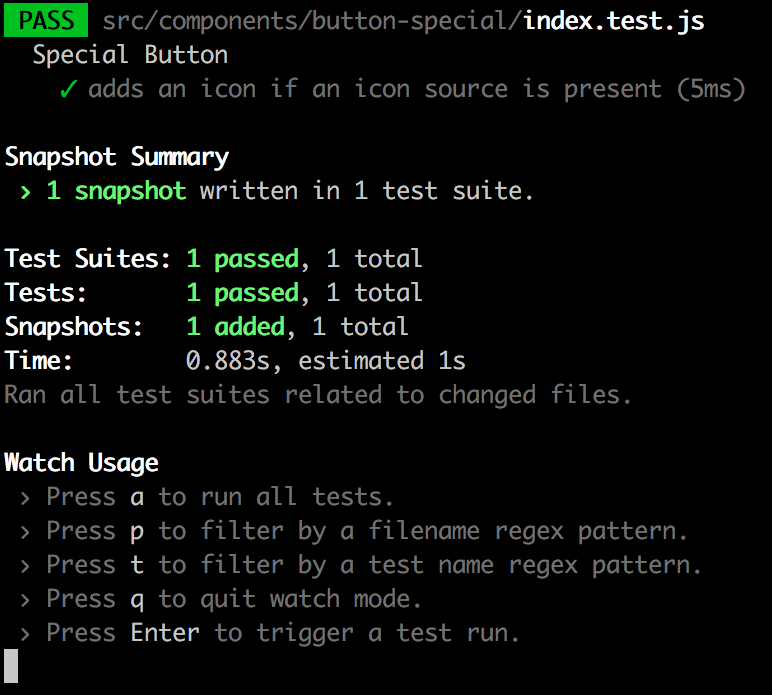 PASS src/components/button-special/index.test.js
Special Button
✓ adds an icon if an icon source is present (5ms)
Snapshot Summary
› 1 snapshot written in 1 test suite.
Test Suites: 1 passed, 1 total
Tests: 1 passed, 1 total
Snapshots: 1 added, 1 total
Time: 0.883s, estimated 1s
Ran all test suites related to changed files.
Watch Usage
› Press a to run all tests.
› Press p to filter by a filename regex pattern.
› Press t to filter by a test name regex pattern.
› Press q to quit watch mode.
› Press Enter to trigger a test run.